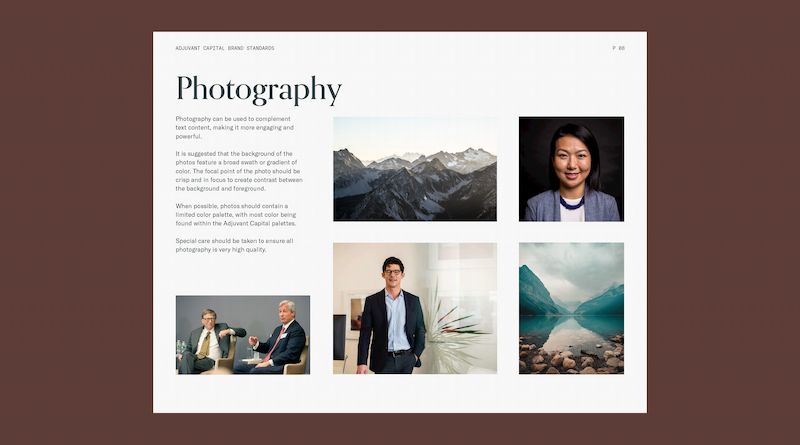 ADJUVANT CAPITAL BRAND STANDARDS
P 08
Photography
Photography can be used to complement
text content, making it more engaging and
powerful.
It is suggested that the background of the
photos feature a broad swath or gradient of
color. The focal point of the photo should be
crisp and in focus to create contrast between
the background and foreground.
When possible, photos should contain a
limited color palette, with most color being
found within the Adjuvant Capital palettes.
Special care should be taken to ensure all
photography is very high quality.